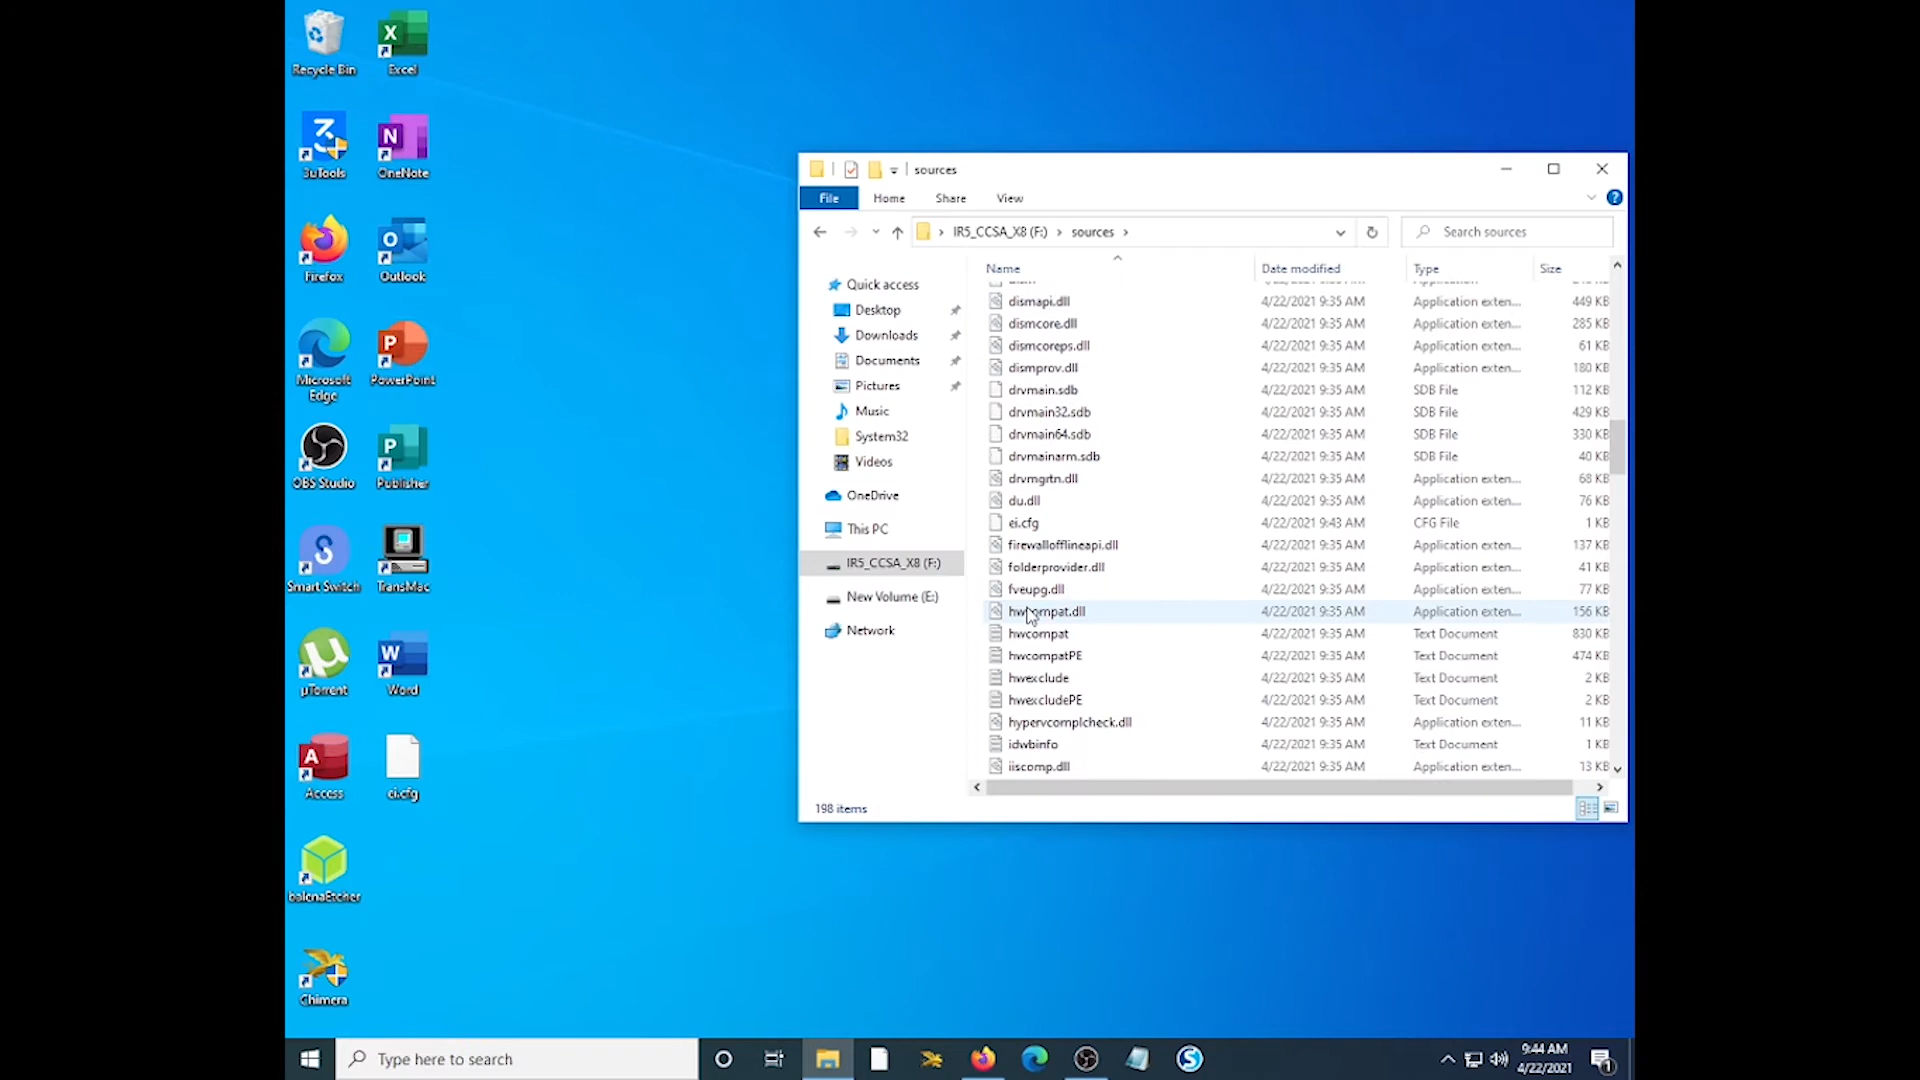 Recycle Bin
Excel
3uTools
OneNote
Firefox
Outlook
Microsoft
Edge
PowerPoint
OBS Studio
Publisher
Smart Switch
TransMac
µTorrent
Word
Access
ei.cfg
balenaEtcher
Chimera
sources
File
Home
Share
View
IR5_CCSA_X8 (F:)
sources
Search sources
Quick access
Desktop
Downloads
Documents
Pictures
Music
System32
Videos
OneDrive
This PC
IR5_CCSA_X8 (F:)
New Volume (E:)
Network
Name Date modified Type Size
dismapi.dll 4/22/2021 9:35 AM Application exten... 449 KB
dismcore.dll 4/22/2021 9:35 AM Application exten... 285 KB
dismcoreps.dll 4/22/2021 9:35 AM Application exten... 61 KB
dismprov.dll 4/22/2021 9:35 AM Application exten... 180 KB
drvmain.sdb 4/22/2021 9:35 AM SDB File 112 KB
drvmain32.sdb 4/22/2021 9:35 AM SDB File 429 KB
drvmain64.sdb 4/22/2021 9:35 AM SDB File 330 KB
drvmainarm.sdb 4/22/2021 9:35 AM SDB File 40 KB
drvmgrtn.dll 4/22/2021 9:35 AM Application exten... 68 KB
du.dll 4/22/2021 9:35 AM Application exten... 76 KB
ei.cfg 4/22/2021 9:43 AM CFG File 1 KB
firewallofflineapi.dll 4/22/2021 9:35 AM Application exten... 137 KB
folderprovider.dll 4/22/2021 9:35 AM Application exten... 41 KB
fveupg.dll 4/22/2021 9:35 AM Application exten... 77 KB
hwcompat.dll 4/22/2021 9:35 AM Application exten... 156 KB
hwcompat 4/22/2021 9:35 AM Text Document 830 KB
hwcompatPE 4/22/2021 9:35 AM Text Document 474 KB
hwexclude 4/22/2021 9:35 AM Text Document 2 KB
hwexcludePE 4/22/2021 9:35 AM Text Document 2 KB
hypervcomplcheck.dll 4/22/2021 9:35 AM Application exten... 11 KB
idwbinfo 4/22/2021 9:35 AM Text Document 1 KB
iiscomp.dll 4/22/2021 9:35 AM Application exten... 13 KB
198 items
Type here to search
9:44 AM
4/22/2021
1